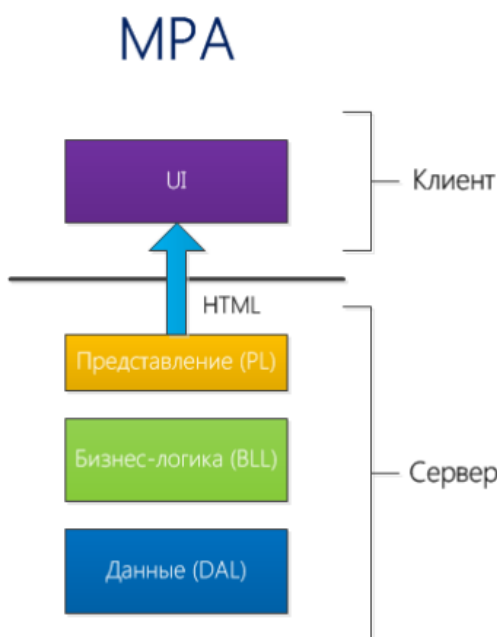 MPA
UI
Клиент
HTML
Представление (PL)
Бизнес-логика (BLL)
Сервер
Данные (DAL)